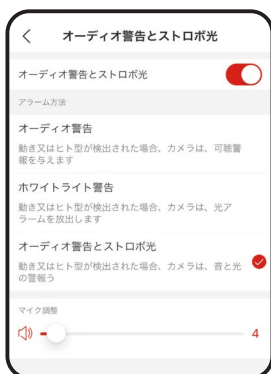 オーディオ警告とストロボ光
オーディオ警告とストロボ光
アラーム方法
オーディオ警告
動き又はヒト型が検出された場合、カメラは、可聴警
報を与えます
ホワイトライト警告
動き又はヒト型が検出された場合、カメラは、光ア
ラームを放出します
オーディオ警告とストロボ光
動き又はヒト型が検出された場合、カメラは、音と光
の警報う
マイク調整
4